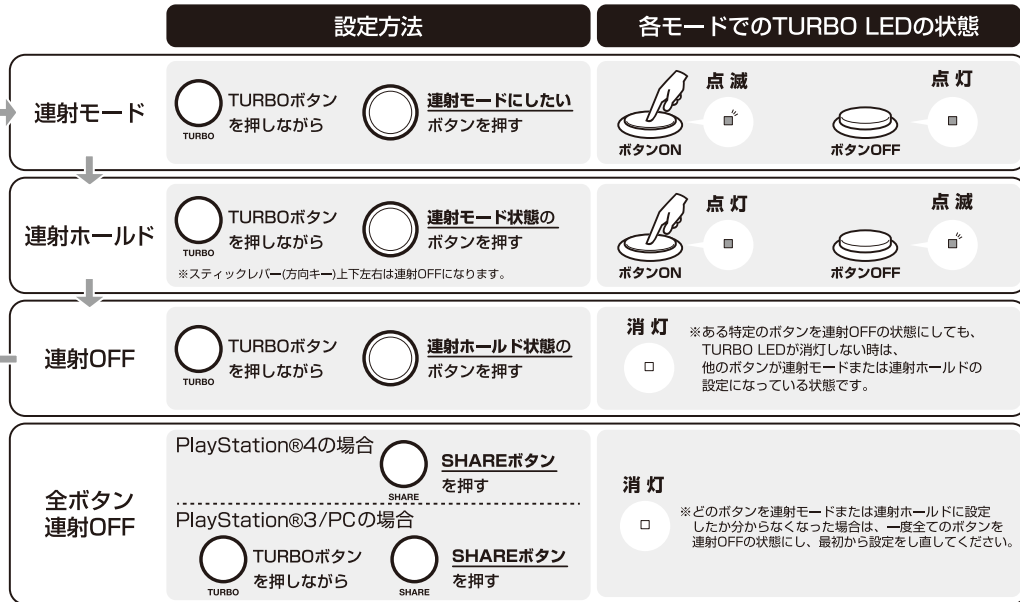 設定方法
各モードでのTURBO LEDの状態
連射モード
TURBO
TURBOボタン
を押しながら
連射モードにしたい
ボタンを押す
点滅
ボタンON
点灯
ボタンOFF
連射ホールド
TURBO
TURBOボタン
を押しながら
連射モード状態の
ボタンを押す
※スティックレバー(方向キー)上下左右は連射OFFになります。
点灯
ボタンON
点滅
ボタンOFF
連射OFF
TURBO
TURBOボタン
を押しながら
連射ホールド状態の
ボタンを押す
消灯
※ある特定のボタンを連射OFFの状態にしても、
TURBO LEDが消灯しない時は、
他のボタンが連射モードまたは連射ホールドの
設定になっている状態です。
全ボタン
連射OFF
PlayStation®4の場合
SHARE
SHAREボタン
を押す
PlayStation®3/PCの場合
TURBO
TURBOボタン
を押しながら
SHARE
SHAREボタン
を押す
消灯
※どのボタンを連射モードまたは連射ホールドに設定
したか分からなくなった場合は、一度全てのボタンを
連射OFFの状態にし、最初から設定をし直してください。